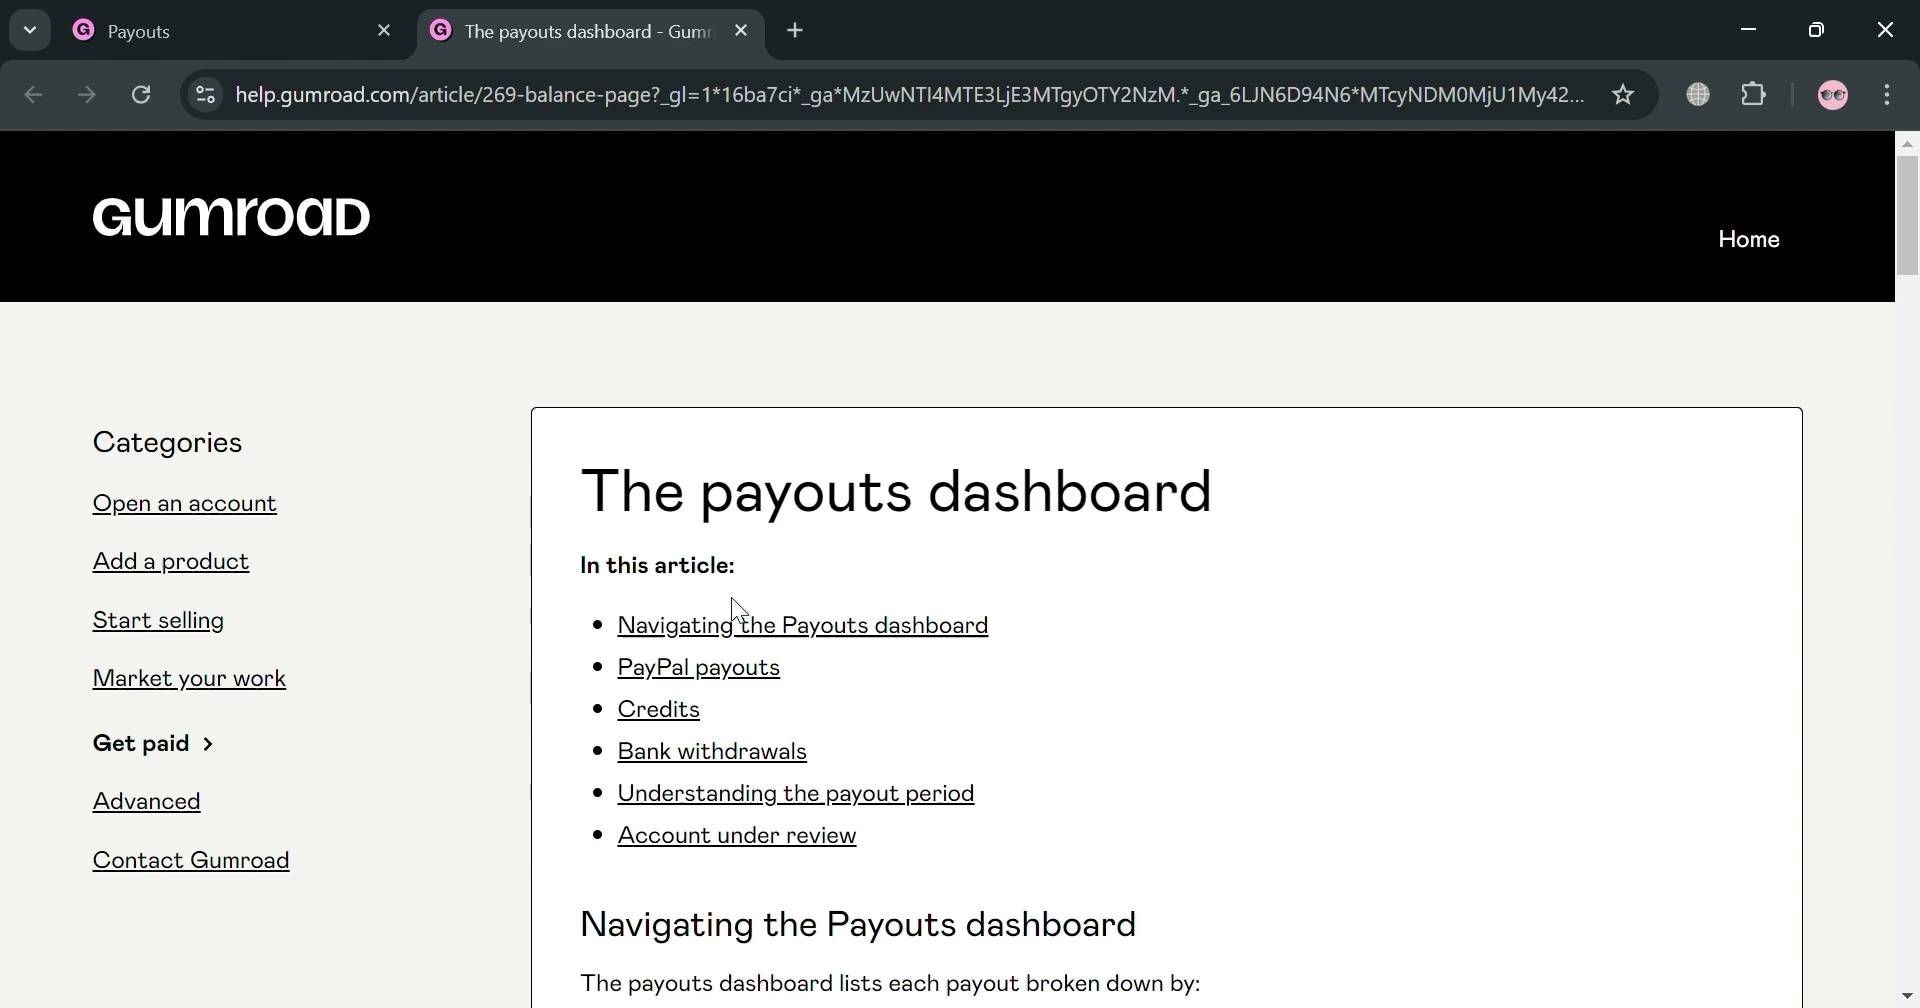 Payouts
The payouts dashboard - Gumr
help.gumroad.com/article/269-balance-page?_gl=1*16ba7ci*_ga*MzUwNTI4MTE3LjE3MTgyOTY2NzM.*_ga_6LJN6D94N6*MTcyNDM0MjU1My42...
GUMROAD
Home
Categories
Open an account
Add a product
Start selling
Market your work
Get paid >
Advanced
Contact Gumroad
The payouts dashboard
In this article:
Navigating the Payouts dashboard
PayPal payouts
Credits
Bank withdrawals
Understanding the payout period
Account under review
Navigating the Payouts dashboard
The payouts dashboard lists each payout broken down by: